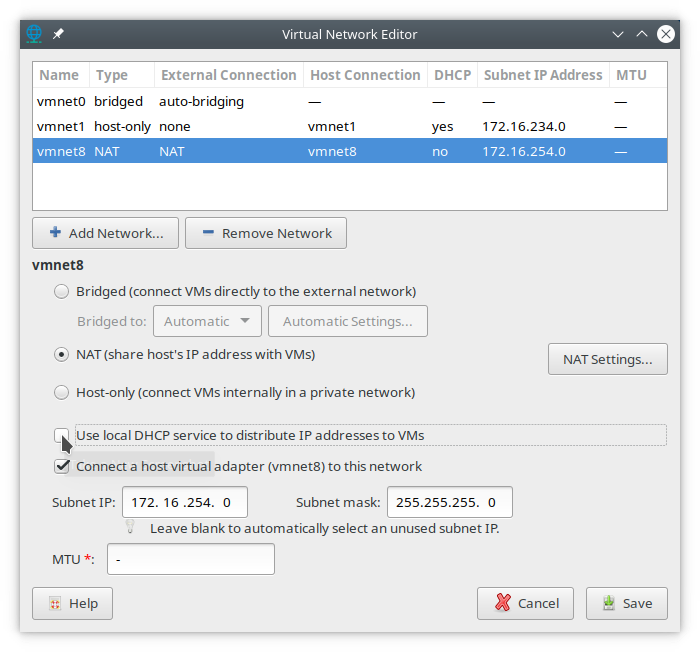 Virtual Network Editor
Name Type External Connection Host Connection DHCP Subnet IP Address MTU
vmnet0 bridged auto-bridging — — — —
vmnet1 host-only none vmnet1 yes 172.16.234.0 —
vmnet8 NAT NAT vmnet8 no 172.16.254.0 —
Add Network... Remove Network
vmnet8
Bridged (connect VMs directly to the external network)
Bridged to: Automatic Automatic Settings...
NAT (share host's IP address with VMs) NAT Settings...
Host-only (connect VMs internally in a private network)
Use local DHCP service to distribute IP addresses to VMs
Connect a host virtual adapter (vmnet8) to this network
Subnet IP: 172. 16 .254. 0 Subnet mask: 255.255.255. 0
Leave blank to automatically select an unused subnet IP.
MTU *: -
Help Cancel Save